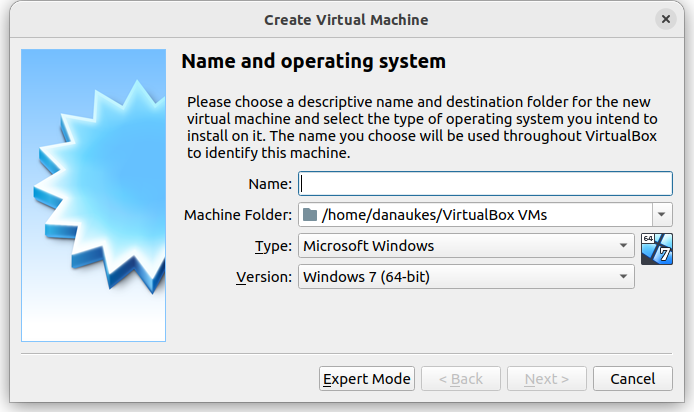 Create Virtual Machine
Name and operating system
Please choose a descriptive name and destination folder for the new
virtual machine and select the type of operating system you intend to
install on it. The name you choose will be used throughout VirtualBox
to identify this machine.
Name:
Machine Folder: /home/danaukes/VirtualBox VMs
Type: Microsoft Windows 64 7
Version: Windows 7 (64-bit)
Expert Mode < Back Next > Cancel